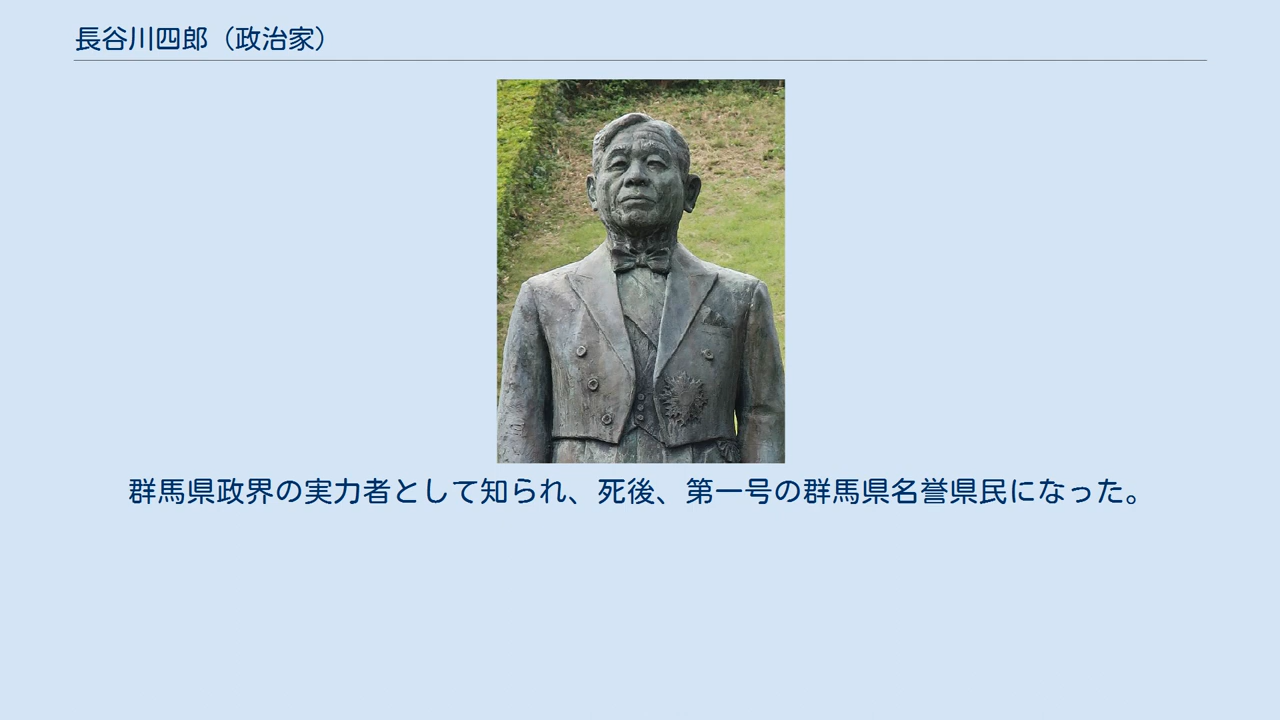 長谷川四郎（政治家）
群馬県政界の実力者として知られ、死後、第一号の群馬県名誉県民になった。